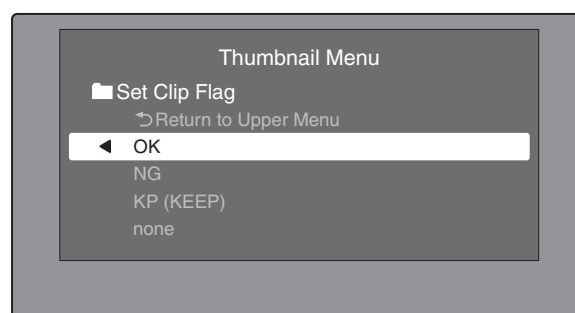 Thumbnail Menu
Set Clip Flag
Return to Upper Menu
OK
NG
KP (KEEP)
none